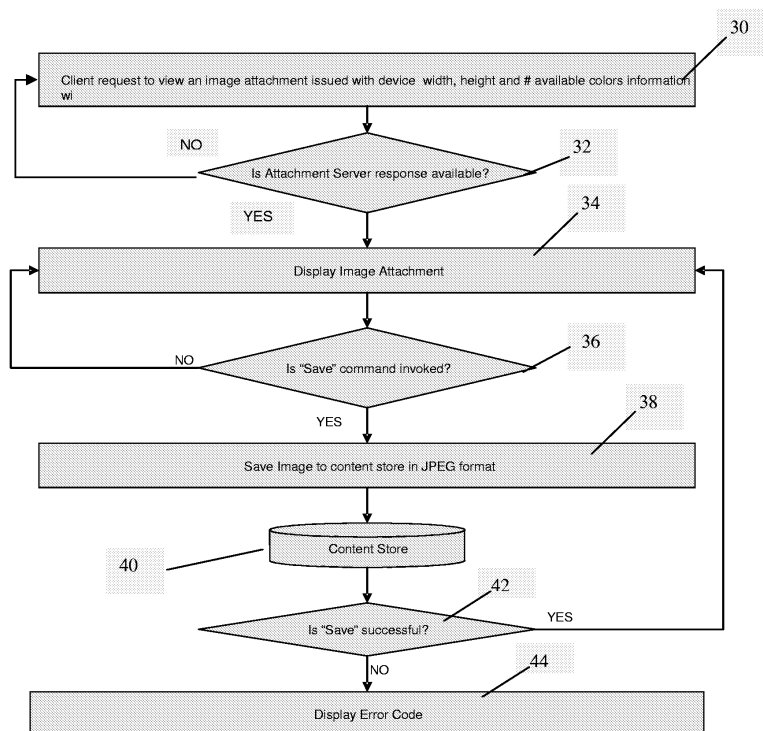 30
Client request to view an image attachment issued with device width, height and # available colors information
wi
NO
32
Is Attachment Server response available?
YES
34
Display Image Attachment
36
NO
Is "Save" command invoked?
YES
38
Save Image to content store in JPEG format
Content Store
40
42
Is "Save" successful?
YES
NO
44
Display Error Code